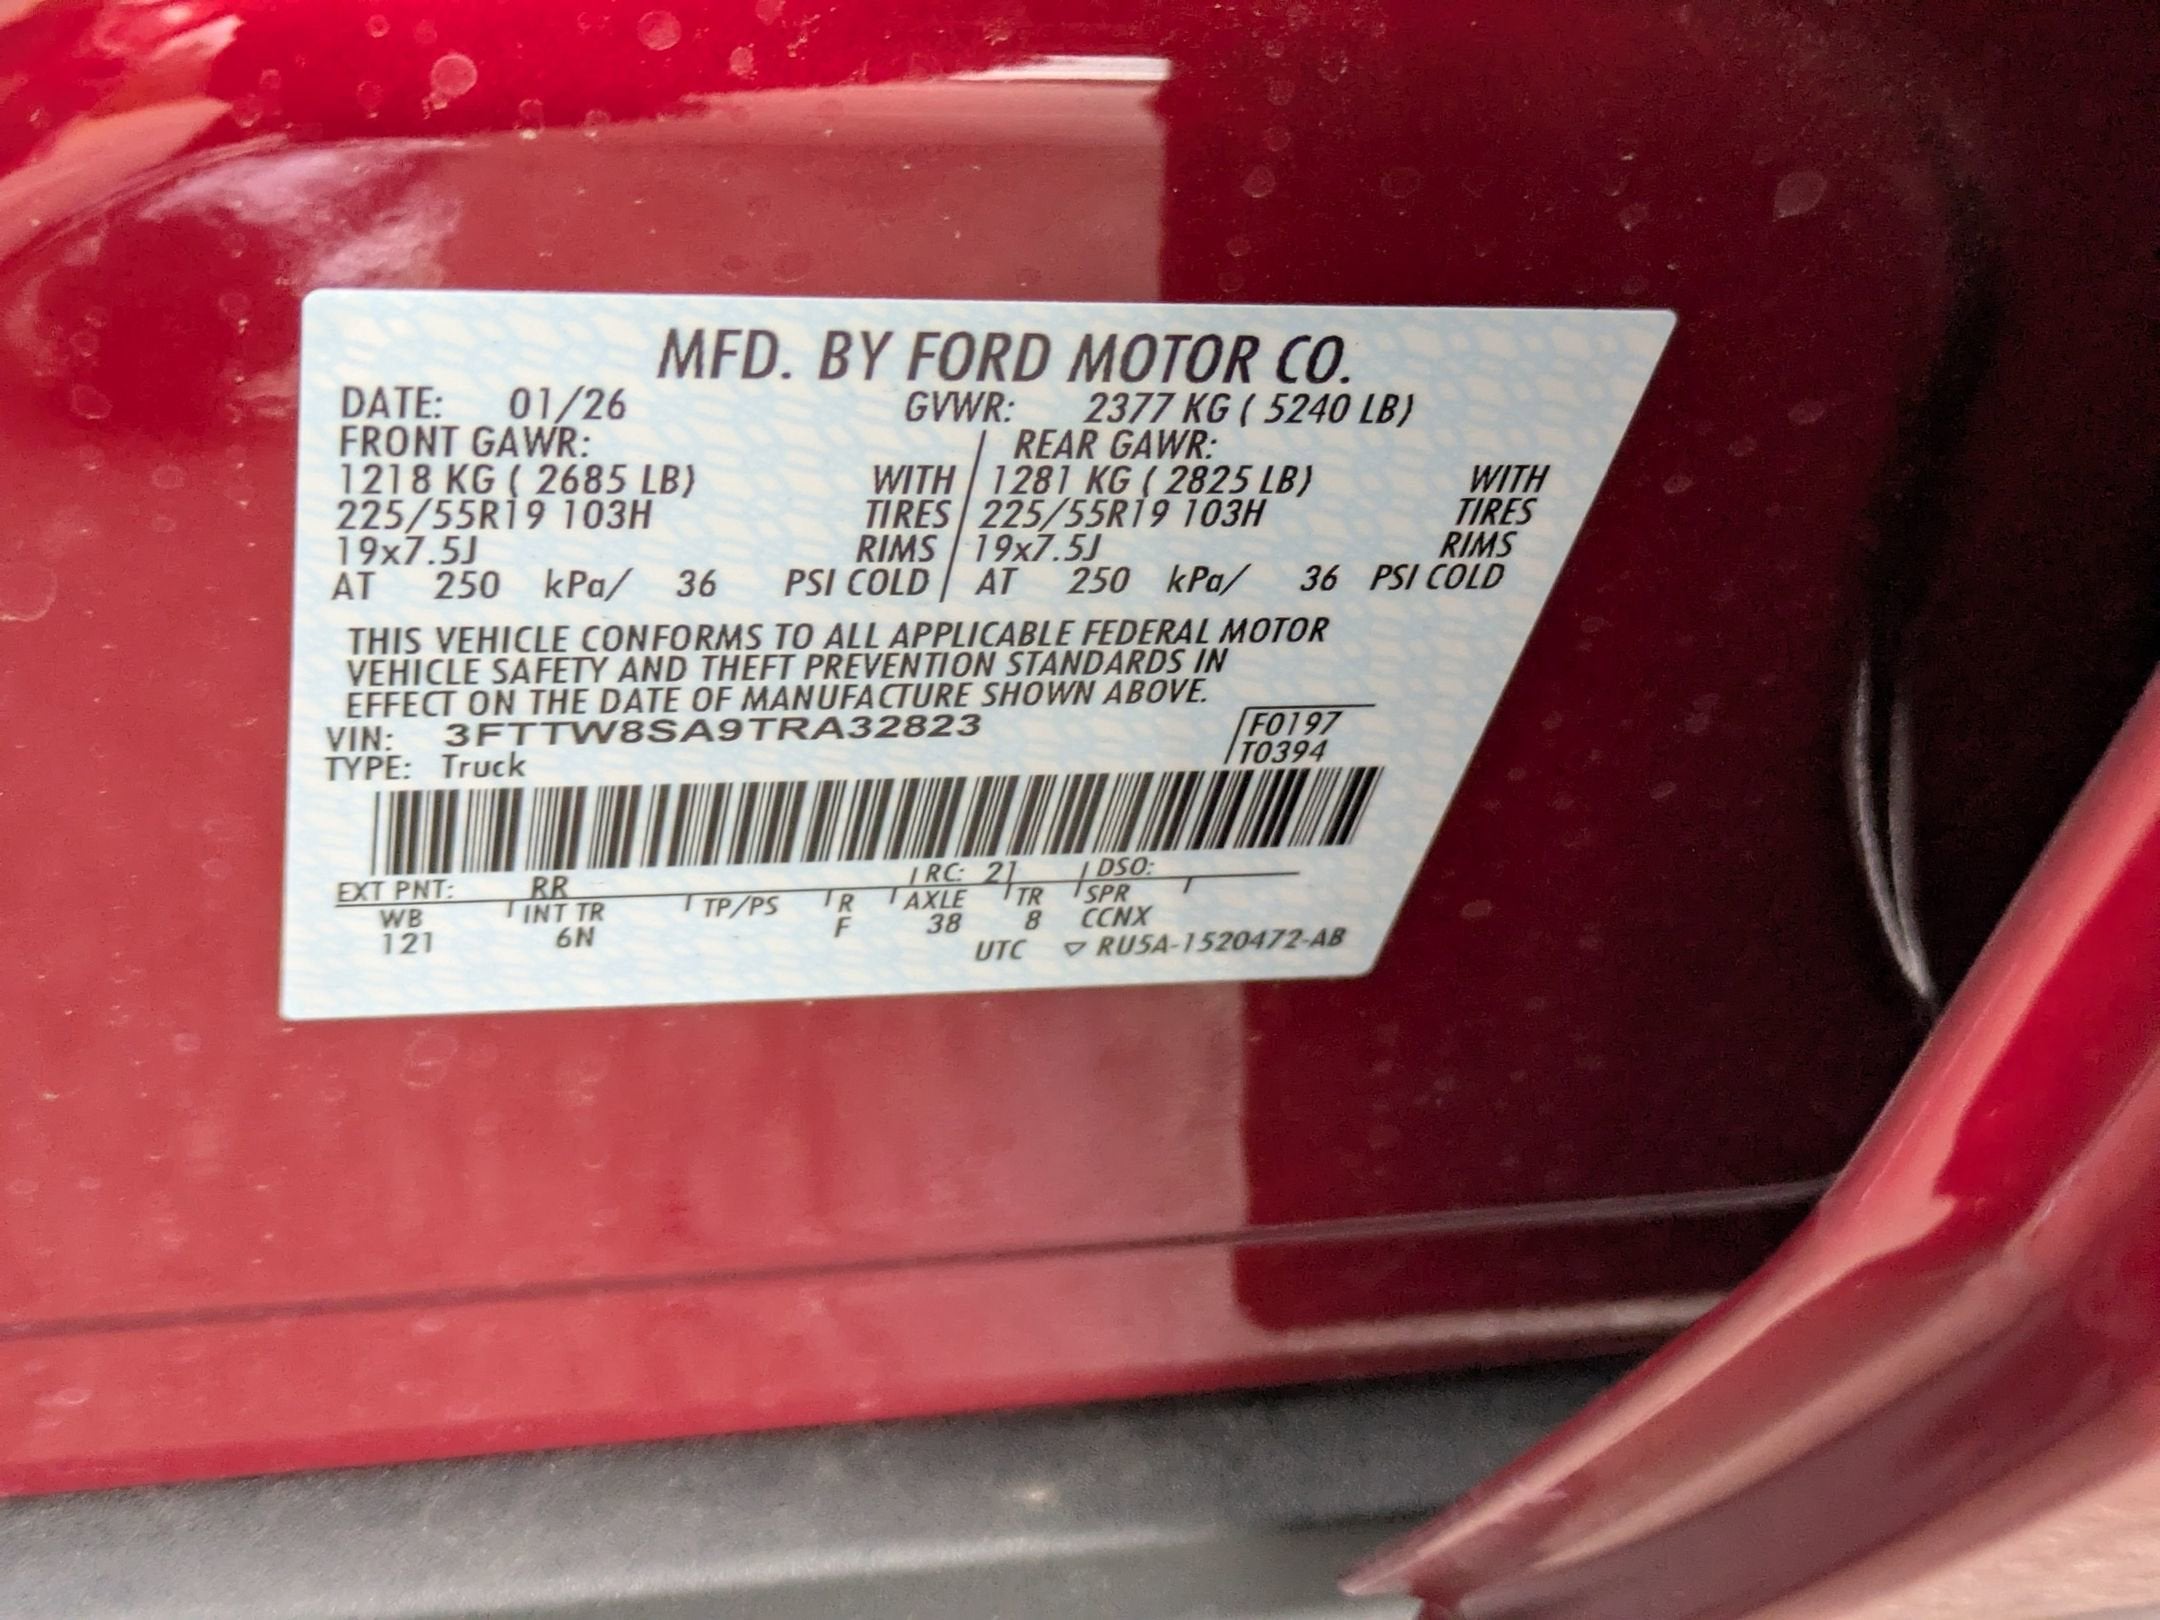 MFD. BY FORD MOTOR CO.
DATE: 01/26 GVWR: 2377 KG ( 5240 LB)
FRONT GAWR: REAR GAWR:
1218 KG ( 2685 LB) WITH 1281 KG ( 2825 LB) WITH
225/55R19 103H TIRES 225/55R19 103H TIRES
19x7.5J RIMS 19x7.5J RIMS
AT 250 kPa/ 36 PSI COLD AT 250 kPa/ 36 PSI COLD
THIS VEHICLE CONFORMS TO ALL APPLICABLE FEDERAL MOTOR
VEHICLE SAFETY AND THEFT PREVENTION STANDARDS IN
EFFECT ON THE DATE OF MANUFACTURE SHOWN ABOVE.
VIN: 3FTTW8SA9TRA32823 F0197
TYPE: Truck T0394
EXT PNT: RR RC: 21 DSO:
WB INT TR TP/PS R AXLE TR SPR
121 6N F 38 8 CCNX
UTC ▽ RU5A-1520472-AB